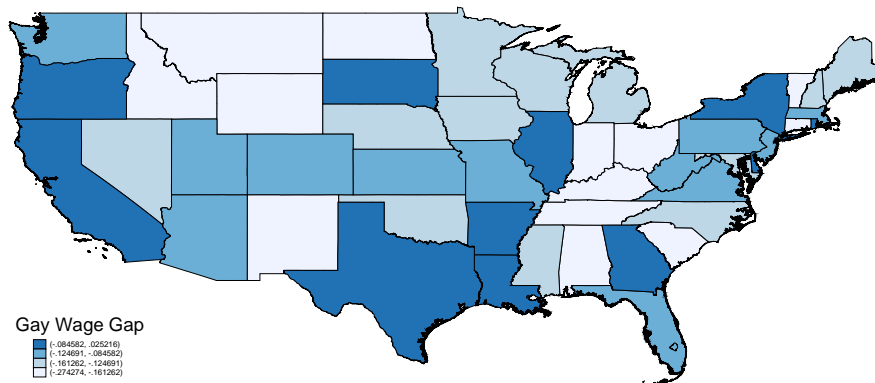 Gay Wage Gap
(-.084582, .025216)
(-.124691, -.084582)
(-.161262, -.124691)
(-.274274, -.161262)